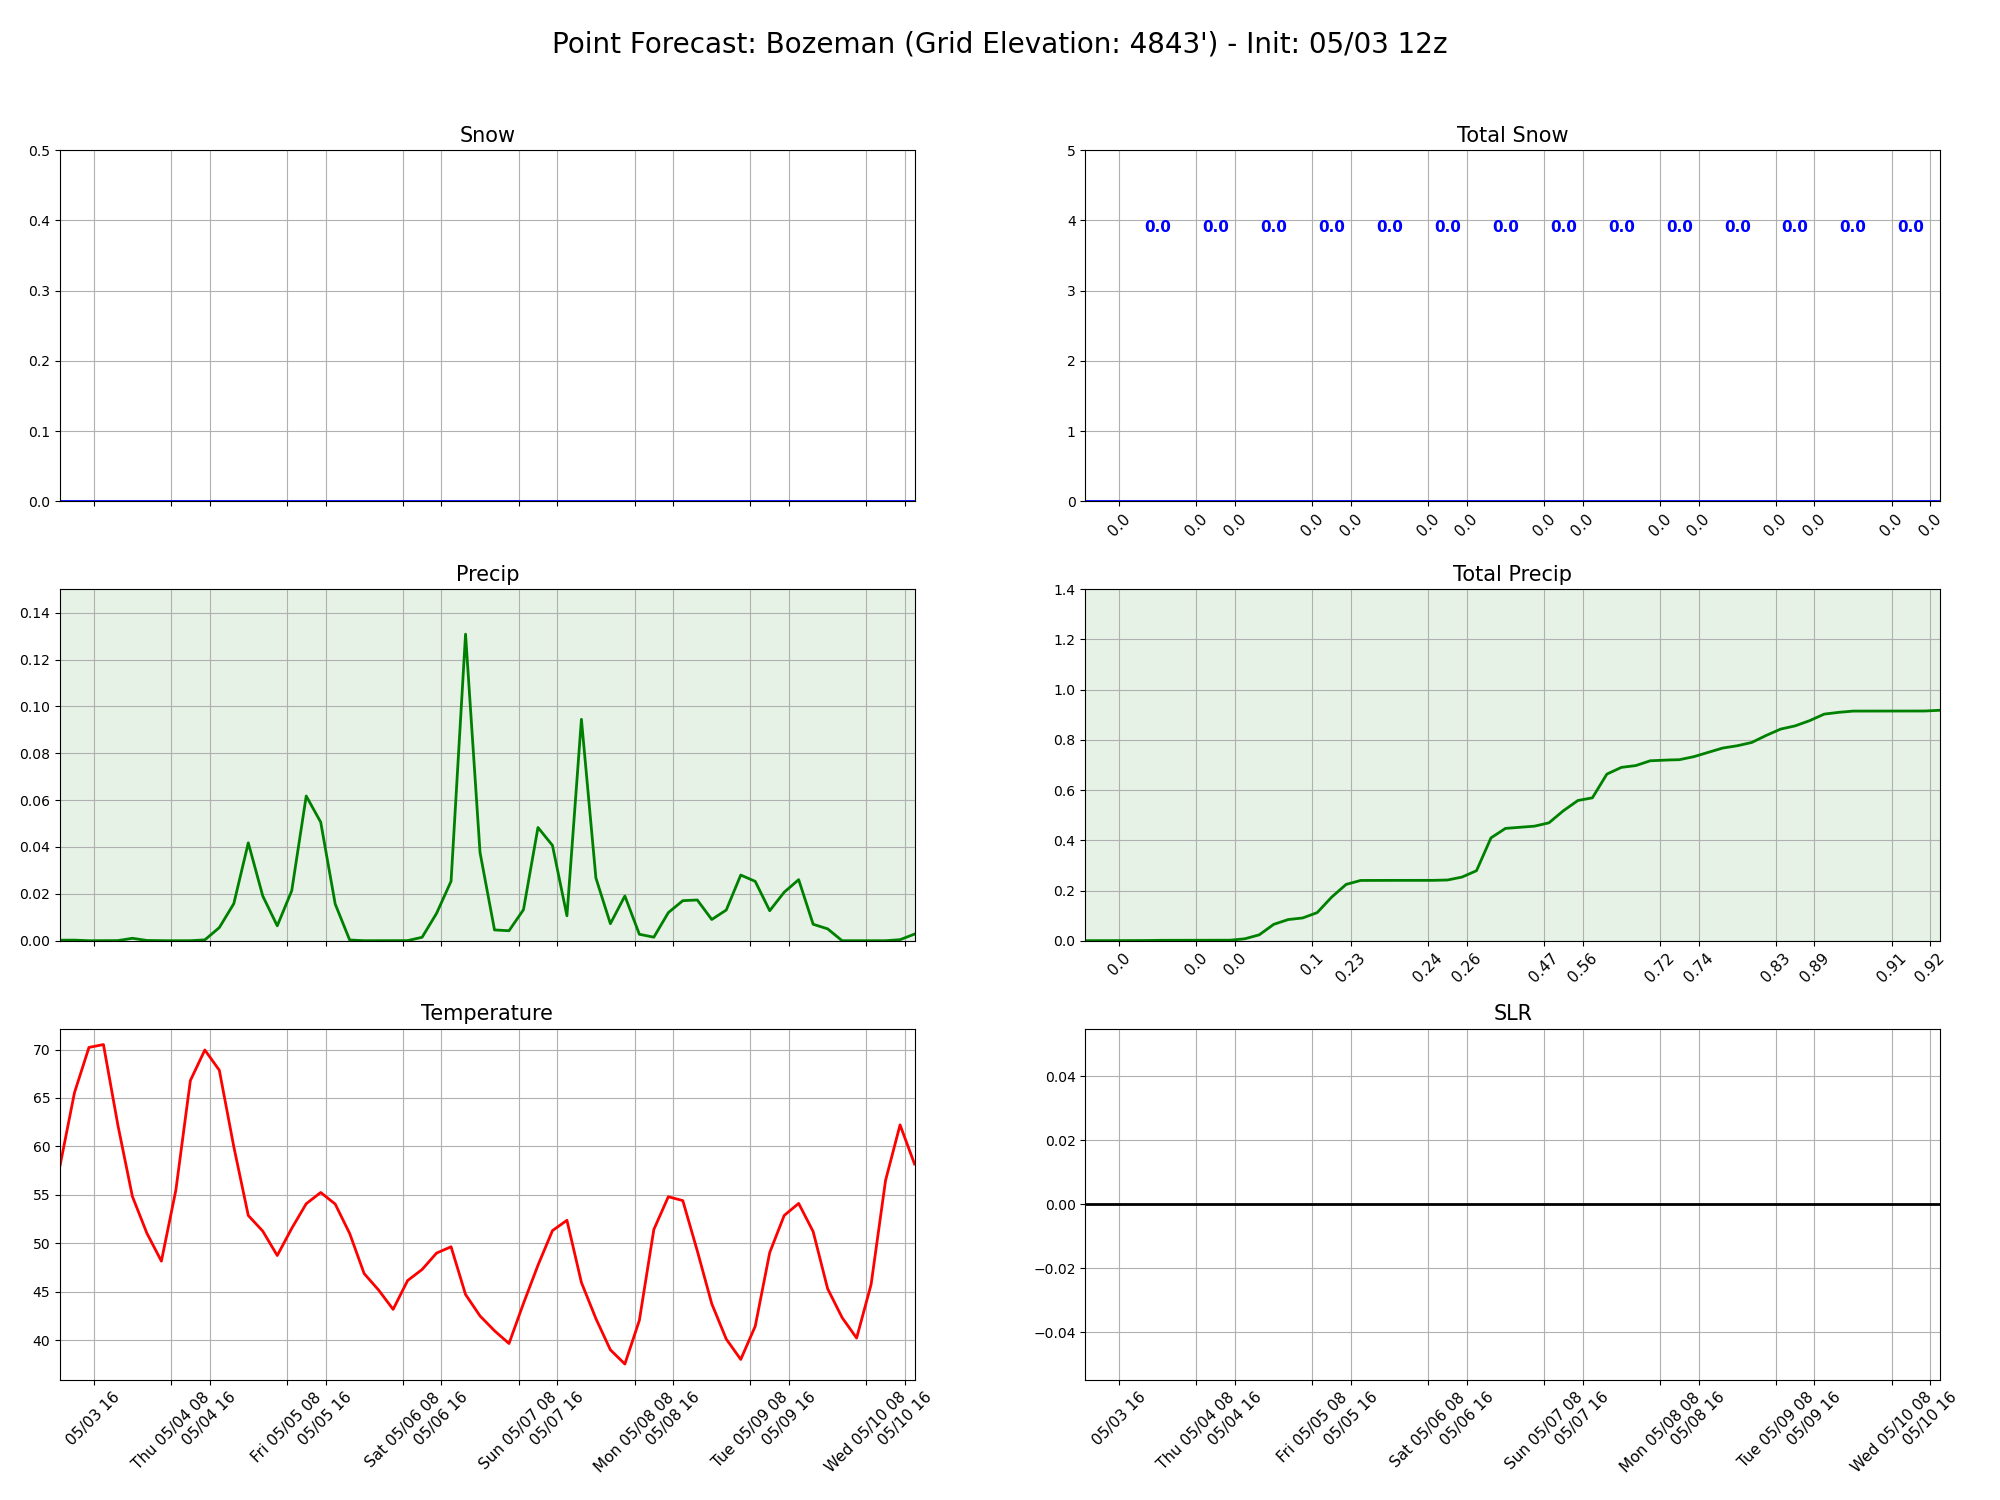 Point Forecast: Bozeman (Grid Elevation: 4843') - Init: 05/03 12z
Snow
0.5
0.4
0.3
0.2
0.1
0.0
Total Snow
5
4
3
2
1
0
0.0 0.0 0.0 0.0 0.0 0.0 0.0 0.0 0.0 0.0 0.0 0.0 0.0 0.0
0.0 0.0 0.0 0.0 0.0 0.0 0.0 0.0 0.0 0.0 0.0 0.0 0.0 0.0 0.0
Precip
0.14
0.12
0.10
0.08
0.06
0.04
0.02
0.00
Total Precip
1.4
1.2
1.0
0.8
0.6
0.4
0.2
0.0
0.0 0.0 0.0 0.1 0.23 0.24 0.26 0.47 0.56 0.72 0.74 0.83 0.89 0.91 0.92
Temperature
70
65
60
55
50
45
40
05/03 16
Thu 05/04 08
05/04 16
Fri 05/05 08
05/05 16
Sat 05/06 08
05/06 16
Sun 05/07 08
05/07 16
Mon 05/08 08
05/08 16
Tue 05/09 08
05/09 16
Wed 05/10 08
05/10 16
SLR
0.04
0.02
0.00
−0.02
−0.04
05/03 16
Thu 05/04 08
05/04 16
Fri 05/05 08
05/05 16
Sat 05/06 08
05/06 16
Sun 05/07 08
05/07 16
Mon 05/08 08
05/08 16
Tue 05/09 08
05/09 16
Wed 05/10 08
05/10 16